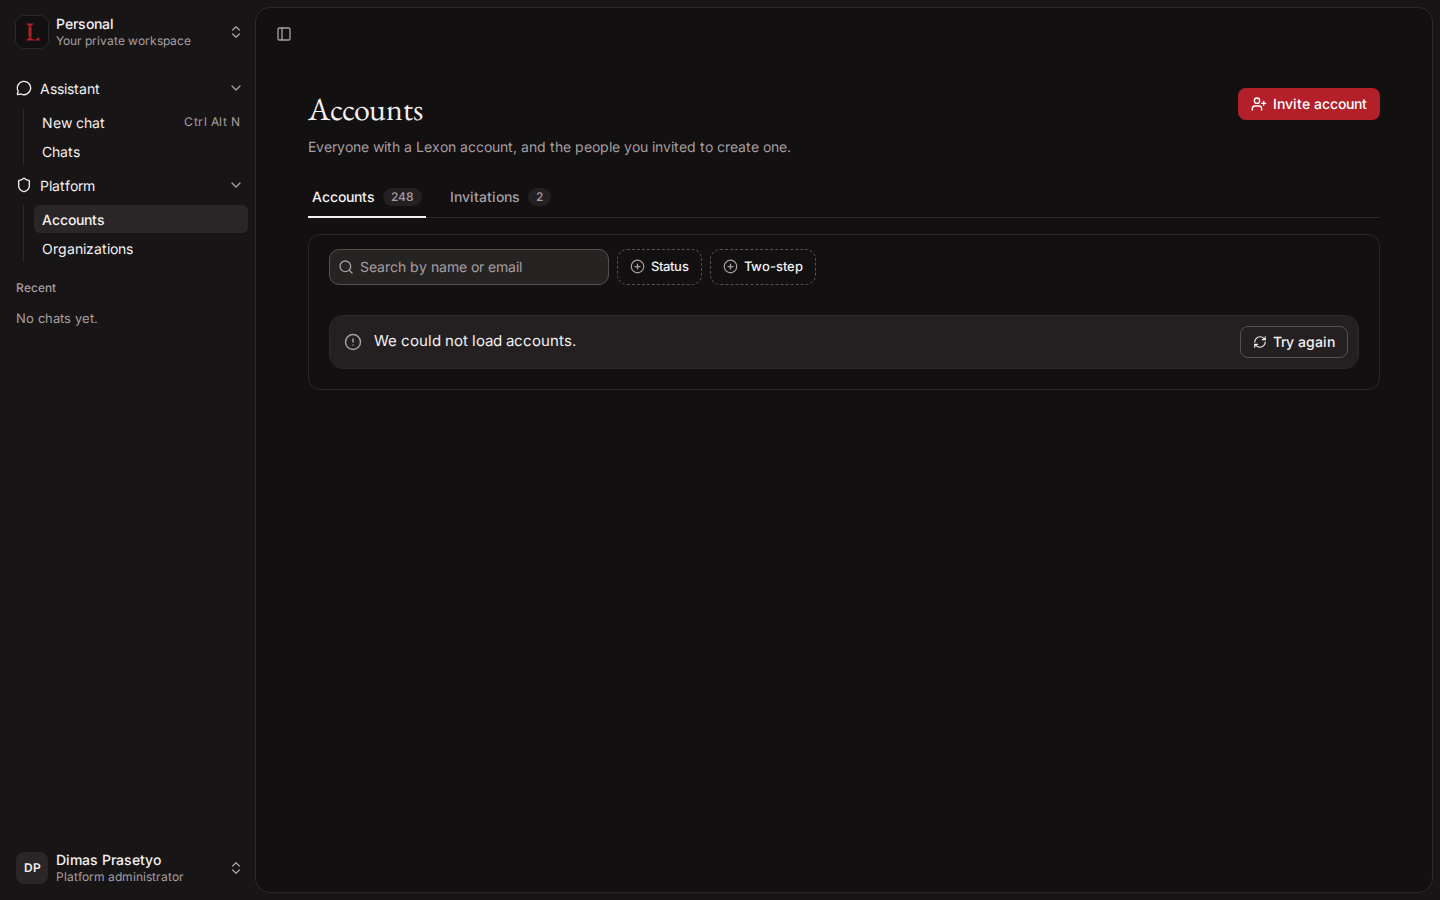 L
Personal
Your private workspace
Assistant
New chat Ctrl Alt N
Chats
Platform
Accounts
Organizations
Recent
No chats yet.
DP
Dimas Prasetyo
Platform administrator
Accounts
Invite account
Everyone with a Lexon account, and the people you invited to create one.
Accounts 248 Invitations 2
Search by name or email Status Two-step
We could not load accounts. Try again